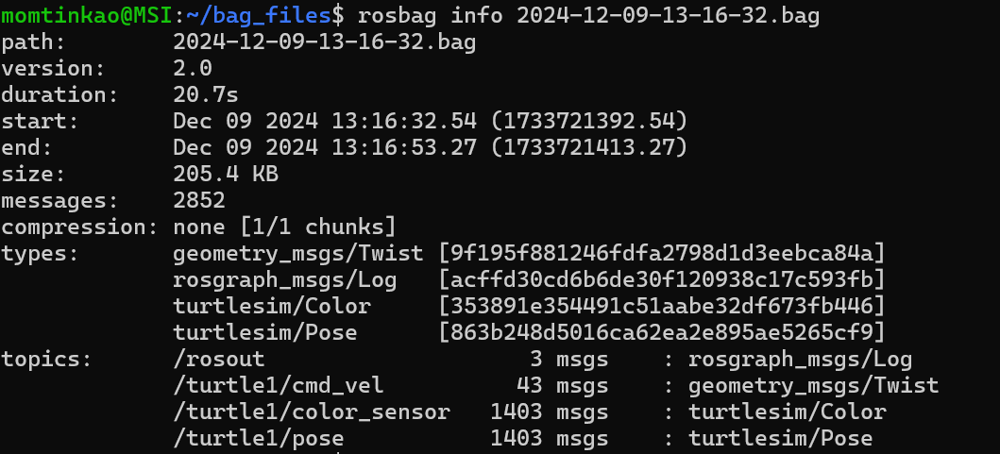 momtinkao@MSI:~/bag_files$ rosbag info 2024-12-09-13-16-32.bag
path:        2024-12-09-13-16-32.bag
version:     2.0
duration:    20.7s
start:       Dec 09 2024 13:16:32.54 (1733721392.54)
end:         Dec 09 2024 13:16:53.27 (1733721413.27)
size:        205.4 KB
messages:    2852
compression: none [1/1 chunks]
types:       geometry_msgs/Twist [9f195f881246fdfa2798d1d3eebca84a]
             rosgraph_msgs/Log   [acffd30cd6b6de30f120938c17c593fb]
             turtlesim/Color     [353891e354491c51aabe32df673fb446]
             turtlesim/Pose      [863b248d5016ca62ea2e895ae5265cf9]
topics:      /rosout                    3 msgs    : rosgraph_msgs/Log
             /turtle1/cmd_vel          43 msgs    : geometry_msgs/Twist
             /turtle1/color_sensor   1403 msgs    : turtlesim/Color
             /turtle1/pose           1403 msgs    : turtlesim/Pose